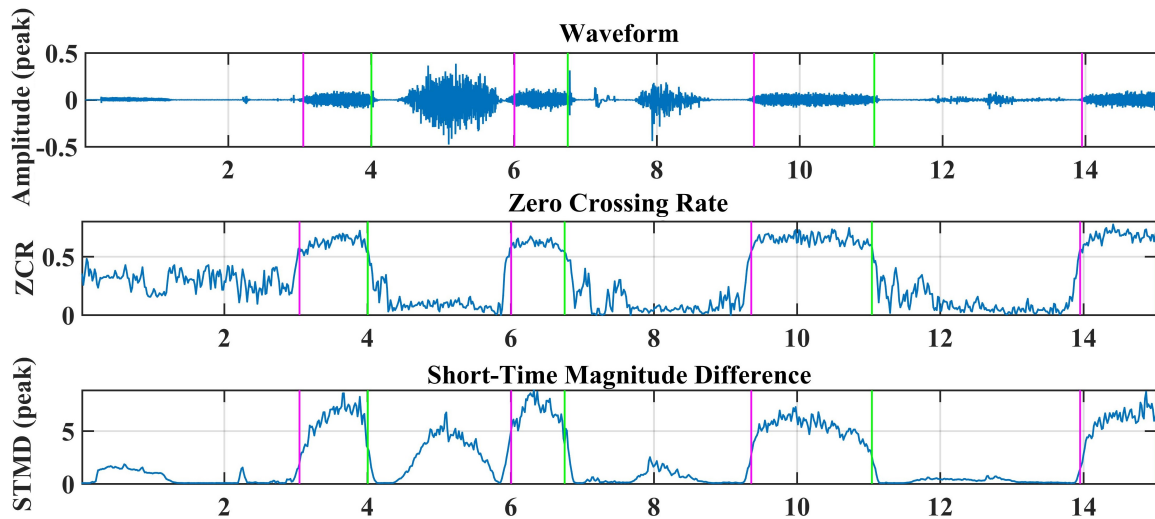 Waveform
Amplitude (peak)
0.5
0
-0.5
2 4 6 8 10 12 14
Zero Crossing Rate
ZCR
0.5
0
2 4 6 8 10 12 14
Short-Time Magnitude Difference
STMD (peak)
5
0
2 4 6 8 10 12 14